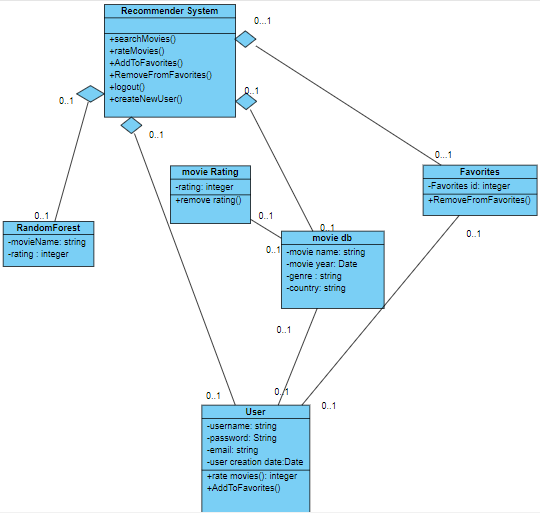 Recommender System
+searchMovies()
+rateMovies()
+AddToFavorites()
+RemoveFromFavorites()
+logout()
+createNewUser()
0...1
0..1
0..1
0..1
0...1
movie Rating
-rating: integer
+remove rating()
Favorites
-Favorites id: integer
+RemoveFromFavorites()
0..1
RandomForest
-movieName: string
-rating : integer
0..1
0..1
0..1
0..1
movie db
-movie name: string
-movie year: Date
-genre : string
-country: string
0..1
0..1
0..1
0..1
0..1
User
-username: string
-password: String
-email: string
-user creation date:Date
+rate movies(): integer
+AddToFavorites()